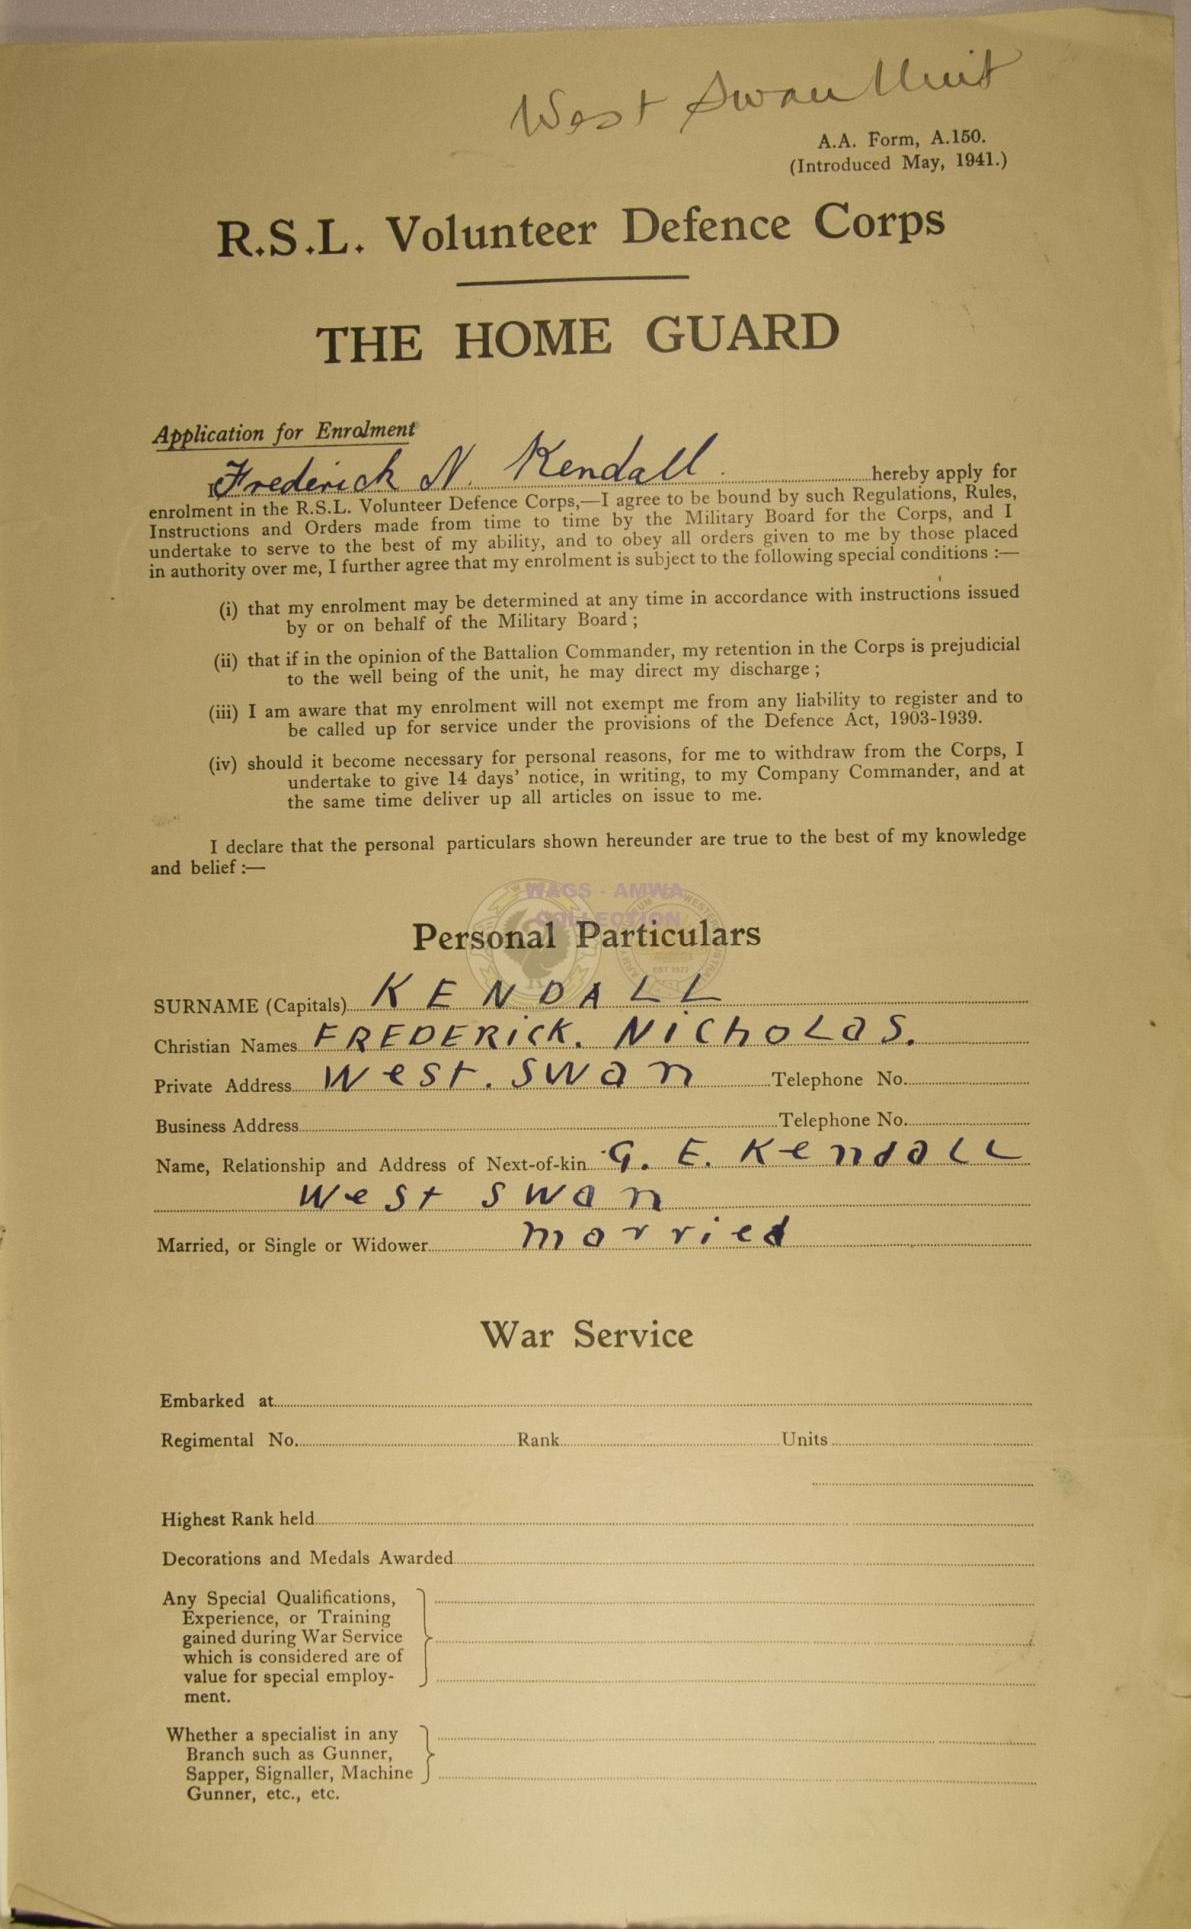 West Swan Unit
A.A. Form, A.150.
(Introduced May, 1941.)
R.S.L. Volunteer Defence Corps
THE HOME GUARD
Application for Enrolment
I Frederick N. Kendall hereby apply for
enrolment in the R.S.L. Volunteer Defence Corps,—I agree to be bound by such Regulations, Rules,
Instructions and Orders made from time to time by the Military Board for the Corps, and I
undertake to serve to the best of my ability, and to obey all orders given to me by those placed
in authority over me, I further agree that my enrolment is subject to the following special conditions :—
(i) that my enrolment may be determined at any time in accordance with instructions issued
by or on behalf of the Military Board ;
(ii) that if in the opinion of the Battalion Commander, my retention in the Corps is prejudicial
to the well being of the unit, he may direct my discharge ;
(iii) I am aware that my enrolment will not exempt me from any liability to register and to
be called up for service under the provisions of the Defence Act, 1903-1939.
(iv) should it become necessary for personal reasons, for me to withdraw from the Corps, I
undertake to give 14 days' notice, in writing, to my Company Commander, and at
the same time deliver up all articles on issue to me.
I declare that the personal particulars shown hereunder are true to the best of my knowledge
and belief :—
WAGS - AMWA
COLLECTION
Personal Particulars
SURNAME (Capitals) KENDALL
Christian Names FREDERiCK. NiChoLaS.
Private Address West. Swan Telephone No.
Business Address Telephone No.
Name, Relationship and Address of Next-of-kin G. E. KendaLL
West Swan
Married, or Single or Widower married
War Service
Embarked at
Regimental No. Rank Units
Highest Rank held
Decorations and Medals Awarded
Any Special Qualifications,
Experience, or Training
gained during War Service
which is considered are of
value for special employ-
ment.
Whether a specialist in any
Branch such as Gunner,
Sapper, Signaller, Machine
Gunner, etc., etc.